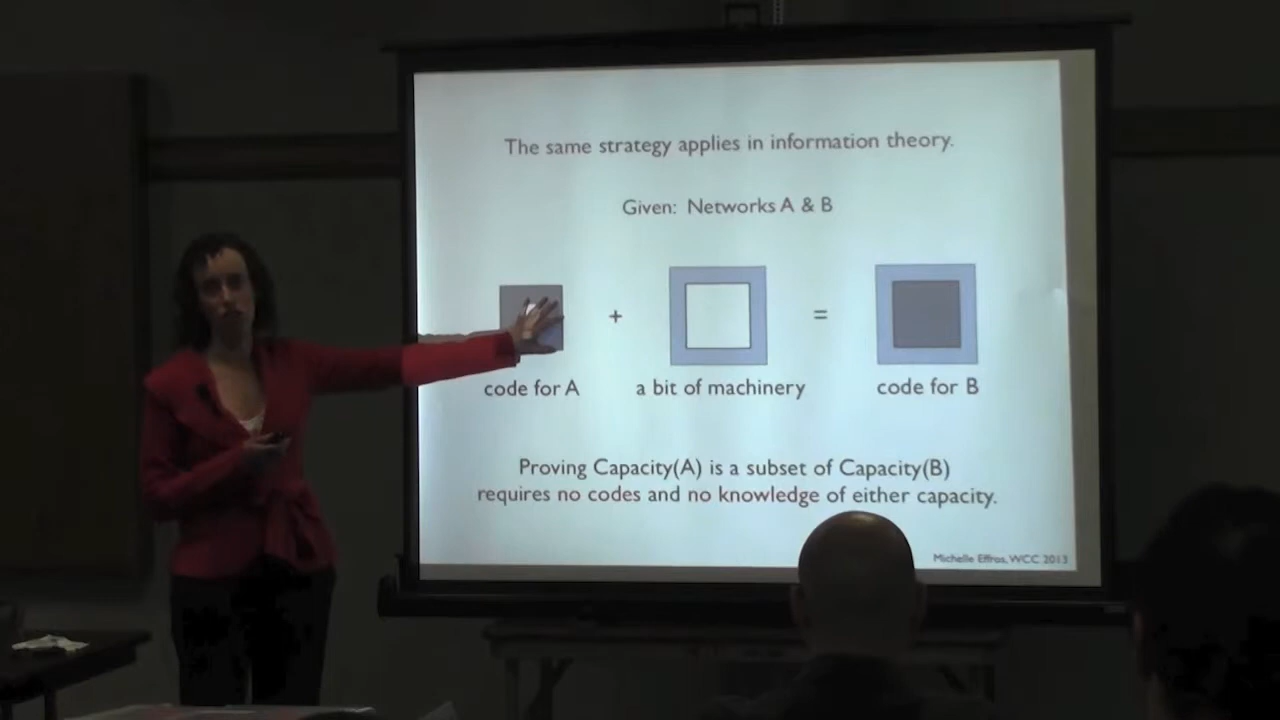 The same strategy applies in information theory.
Given: Networks A & B
+ =
code for A a bit of machinery code for B
Proving Capacity(A) is a subset of Capacity(B)
requires no codes and no knowledge of either capacity.
Michelle Effros, WCC 2013